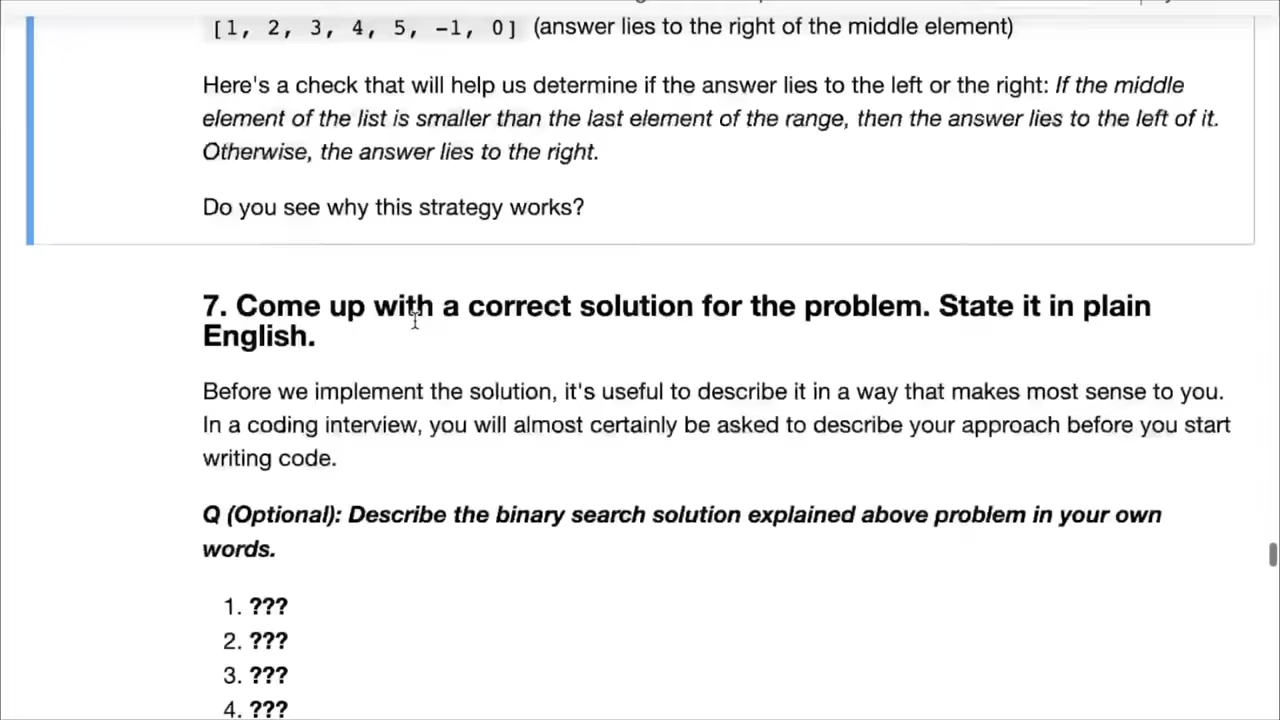 [1, 2, 3, 4, 5, -1, 0] (answer lies to the right of the middle element)
Here's a check that will help us determine if the answer lies to the left or the right: If the middle
element of the list is smaller than the last element of the range, then the answer lies to the left of it.
Otherwise, the answer lies to the right.
Do you see why this strategy works?
7. Come up with a correct solution for the problem. State it in plain
English.
Before we implement the solution, it's useful to describe it in a way that makes most sense to you.
In a coding interview, you will almost certainly be asked to describe your approach before you start
writing code.
Q (Optional): Describe the binary search solution explained above problem in your own
words.
1. ???
2. ???
3. ???
4. ???